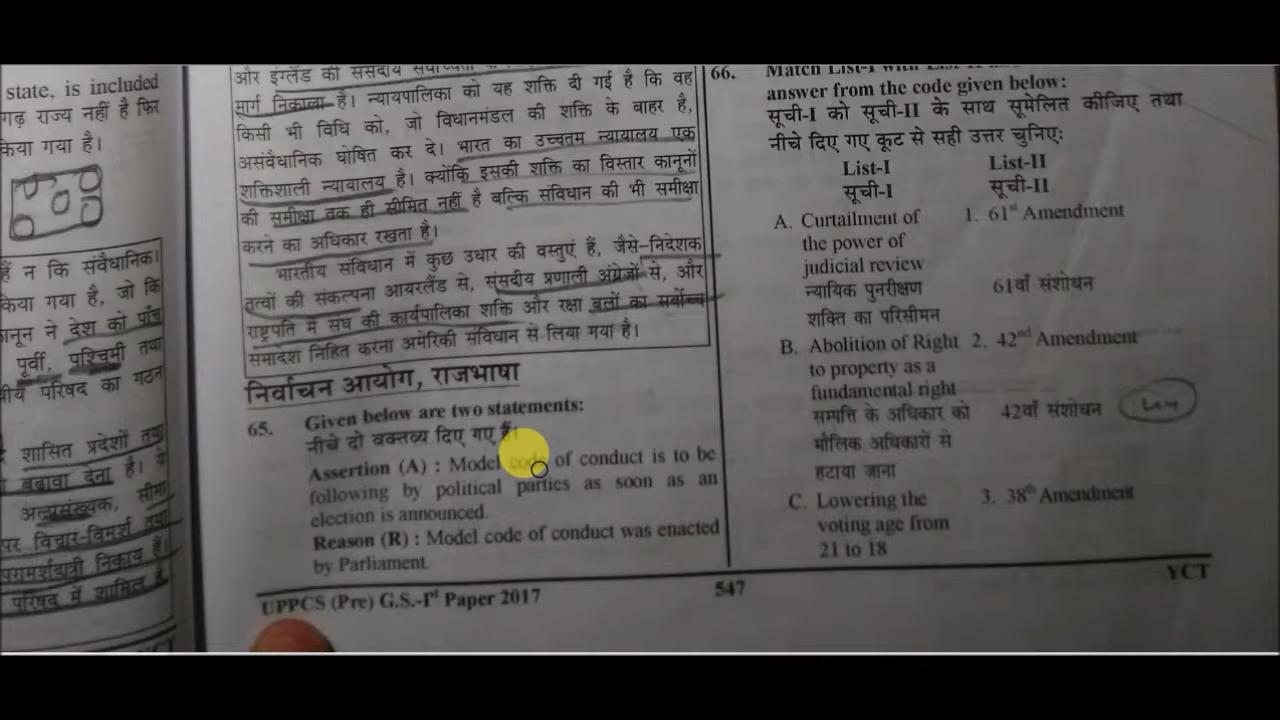 state, is included
गढ़ राज्य नहीं है फिर
किया गया है।
हैं न कि संवैधानिक।
किया गया है, जो कि
कानून ने देश को पाँच
पूर्वी, पश्चिमी तथा
परिषद का गठन
शासित प्रदेशों तथा
बढ़ावा देना है। ये
अल्पसंख्यक, सीमा
पर विचार-विमर्श तथा
परामर्शदात्री निकाय हैं।
परिषद में शामिल है
और इंग्लैंड की संसदीय
मार्ग निकाला है। न्यायपालिका को यह शक्ति दी गई है कि वह
किसी भी विधि को, जो विधानमंडल की शक्ति के बाहर है,
असंवैधानिक घोषित कर दे। भारत का उच्चतम न्यायालय एक
शक्तिशाली न्यायालय है। क्योंकि इसकी शक्ति का विस्तार कानूनों
की समीक्षा तक ही सीमित नहीं है बल्कि संविधान की भी समीक्षा
करने का अधिकार रखता है।
भारतीय संविधान में कुछ उधार की वस्तुएं हैं, जैसे-निदेशक
तत्वों की संकल्पना आयरलैंड से, संसदीय प्रणाली अंग्रेजों से, और
राष्ट्रपति में संघ की कार्यपालिका शक्ति और रक्षा बलों का सर्वोच्च
समादेश निहित करना अमेरिकी संविधान से लिया गया है।
निर्वाचन आयोग, राजभाषा
65. Given below are two statements:
नीचे दो वक्तव्य दिए गए हैं।
Assertion (A) : Model code of conduct is to be
following by political parties as soon as an
election is announced.
Reason (R) : Model code of conduct was enacted
by Parliament.
66. Match List-I with List-II
answer from the code given below:
सूची-I को सूची-II के साथ सूमेलित कीजिए तथा
नीचे दिए गए कूट से सही उत्तर चुनिए:
List-I List-II
सूची-I सूची-II
A. Curtailment of 1. 61st Amendment
the power of
judicial review
न्यायिक पुनरीक्षण 61वाँ संशोधन
शक्ति का परिसीमन
B. Abolition of Right 2. 42nd Amendment
to property as a
fundamental right
सम्पत्ति के अधिकार को 42वाँ संशोधन
मौलिक अधिकारों से
हटाया जाना
C. Lowering the 3. 38th Amendment
voting age from
21 to 18
UPPCS (Pre) G.S.-Ist Paper 2017 547 YCT